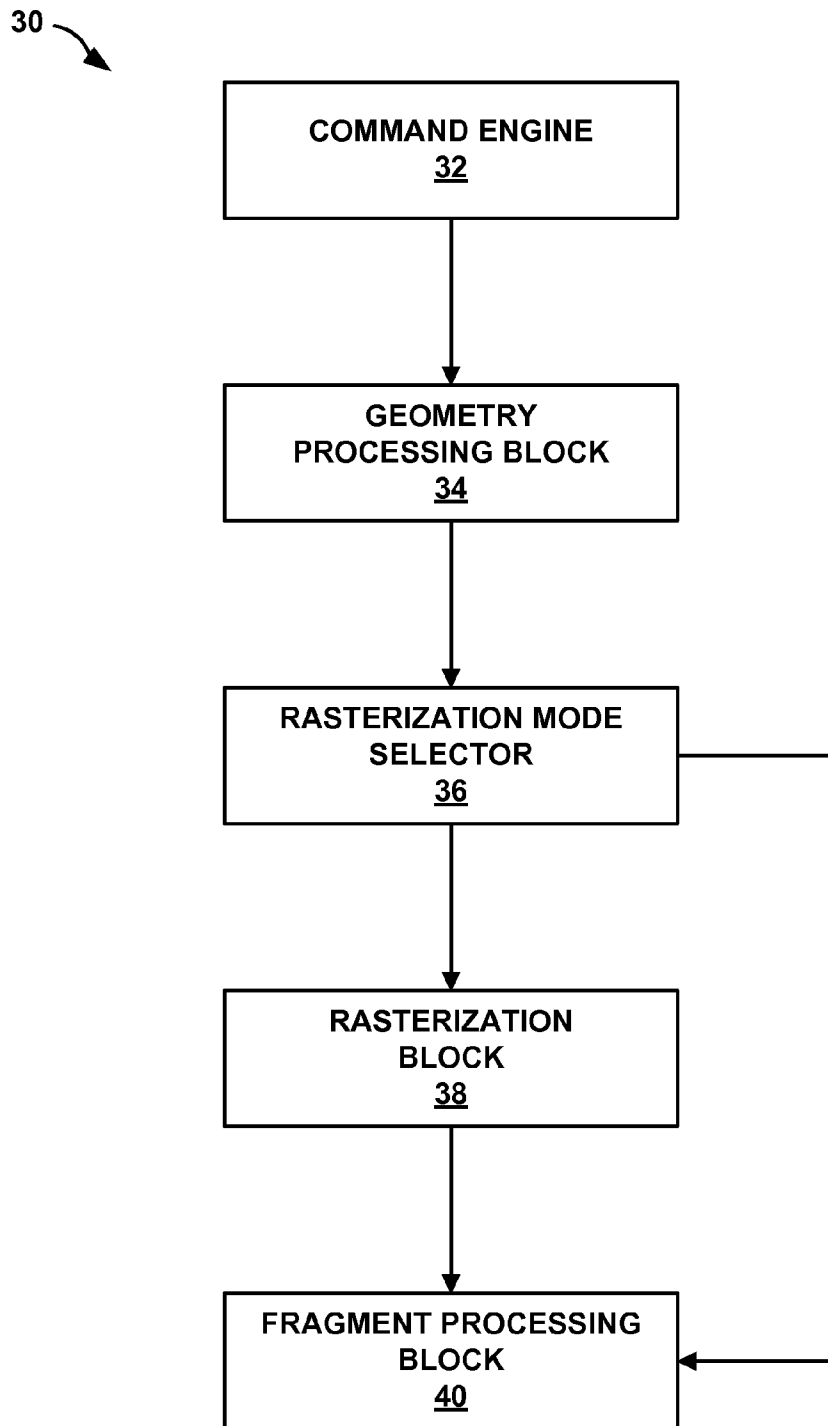 30
COMMAND ENGINE
32
GEOMETRY
PROCESSING BLOCK
34
RASTERIZATION MODE
SELECTOR
36
RASTERIZATION
BLOCK
38
FRAGMENT PROCESSING
BLOCK
40